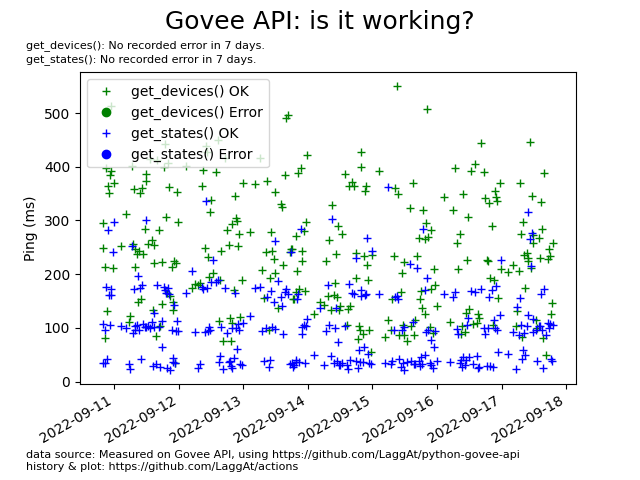 Govee API: is it working?
get_devices(): No recorded error in 7 days.
get_states(): No recorded error in 7 days.
get_devices() OK
get_devices() Error
get_states() OK
get_states() Error
Ping (ms)
500
400
300
200
100
0
2022-09-11
2022-09-12
2022-09-13
2022-09-14
2022-09-15
2022-09-16
2022-09-17
2022-09-18
data source: Measured on Govee API, using https://github.com/LaggAt/python-govee-api
history & plot: https://github.com/LaggAt/actions